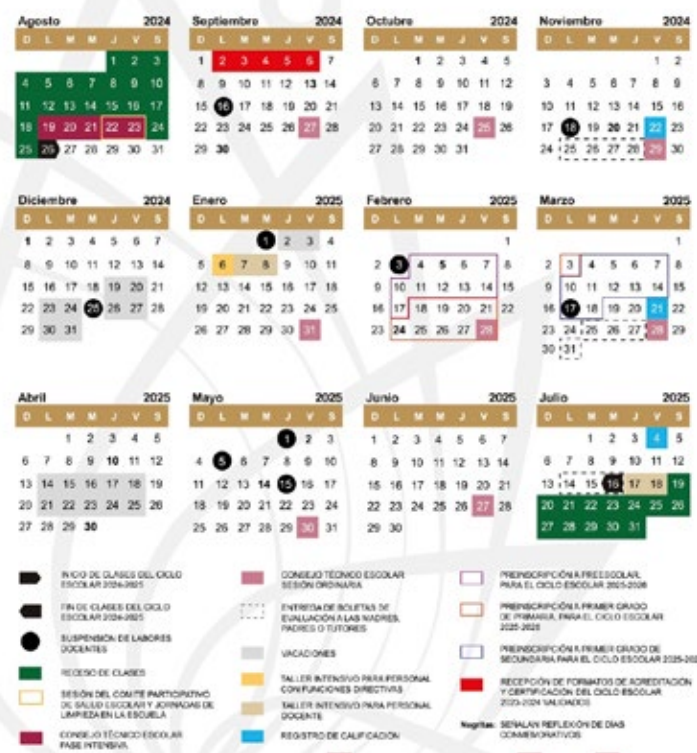 Agosto 2024 Septiembre 2024 Octubre 2024 Noviembre 2024
D L M M J V S D L M M J V S D L M M J V S D L M M J V S
1 2 3 1 2 3 4 5 6 7 1 2 3 4 5 1 2
4 5 6 7 8 9 10 8 9 10 11 12 13 14 6 7 8 9 10 11 12 3 4 5 6 7 8 9
11 12 13 14 15 16 17 15 16 17 18 19 20 21 13 14 15 16 17 18 19 10 11 12 13 14 15 16
18 19 20 21 22 23 24 22 23 24 25 26 27 28 20 21 22 23 24 25 26 17 18 19 20 21 22 23
25 26 27 28 29 30 31 29 30 27 28 29 30 31 24 25 26 27 28 29 30
Diciembre 2024 Enero 2025 Febrero 2025 Marzo 2025
D L M M J V S D L M M J V S D L M M J V S D L M M J V S
1 2 3 4 5 6 7 1 2 3 4 1 1
8 9 10 11 12 13 14 5 6 7 8 9 10 11 2 3 4 5 6 7 8 2 3 4 5 6 7 8
15 16 17 18 19 20 21 12 13 14 15 16 17 18 9 10 11 12 13 14 15 9 10 11 12 13 14 15
22 23 24 25 26 27 28 19 20 21 22 23 24 25 16 17 18 19 20 21 22 16 17 18 19 20 21 22
29 30 31 26 27 28 29 30 31 23 24 25 26 27 28 23 24 25 26 27 28 29
30 31
Abril 2025 Mayo 2025 Junio 2025 Julio 2025
D L M M J V S D L M M J V S D L M M J V S D L M M J V S
1 2 3 4 5 1 2 3 1 2 3 4 5 6 7 1 2 3 4 5
6 7 8 9 10 11 12 4 5 6 7 8 9 10 8 9 10 11 12 13 14 6 7 8 9 10 11 12
13 14 15 16 17 18 19 11 12 13 14 15 16 17 15 16 17 18 19 20 21 13 14 15 16 17 18 19
20 21 22 23 24 25 26 18 19 20 21 22 23 24 22 23 24 25 26 27 28 20 21 22 23 24 25 26
27 28 29 30 25 26 27 28 29 30 31 29 30 27 28 29 30 31
INICIO DE CLASES DEL CICLO
ESCOLAR 2024-2025
FIN DE CLASES DEL CICLO
ESCOLAR 2024-2025
SUSPENSIÓN DE LABORES
DOCENTES
RECESO DE CLASES
SESIÓN DEL COMITÉ PARTICIPATIVO
DE SALUD ESCOLAR Y JORNADAS DE
LIMPIEZA EN LA ESCUELA
CONSEJO TÉCNICO ESCOLAR
FASE INTENSIVA
CONSEJO TÉCNICO ESCOLAR
SESIÓN ORDINARIA
ENTREGA DE BOLETAS DE
EVALUACIÓN A LAS MADRES,
PADRES O TUTORES
VACACIONES
TALLER INTENSIVO PARA PERSONAL
CON FUNCIONES DIRECTIVAS
TALLER INTENSIVO PARA PERSONAL
DOCENTE
REGISTRO DE CALIFICACIÓN
PREINSCRIPCIÓN A PREESCOLAR,
PARA EL CICLO ESCOLAR 2025-2026
PREINSCRIPCIÓN A PRIMER GRADO
DE PRIMARIA, PARA EL CICLO ESCOLAR
2025-2026
PREINSCRIPCIÓN A PRIMER GRADO DE
SECUNDARIA PARA EL CICLO ESCOLAR 2025-202
RECEPCIÓN DE FORMATOS DE ACREDITACIÓN
Y CERTIFICACIÓN DEL CICLO ESCOLAR
2023-2024 VALIDADOS
Negritas: SEÑALAN REFLEXIÓN DE DÍAS
CONMEMORATIVOS